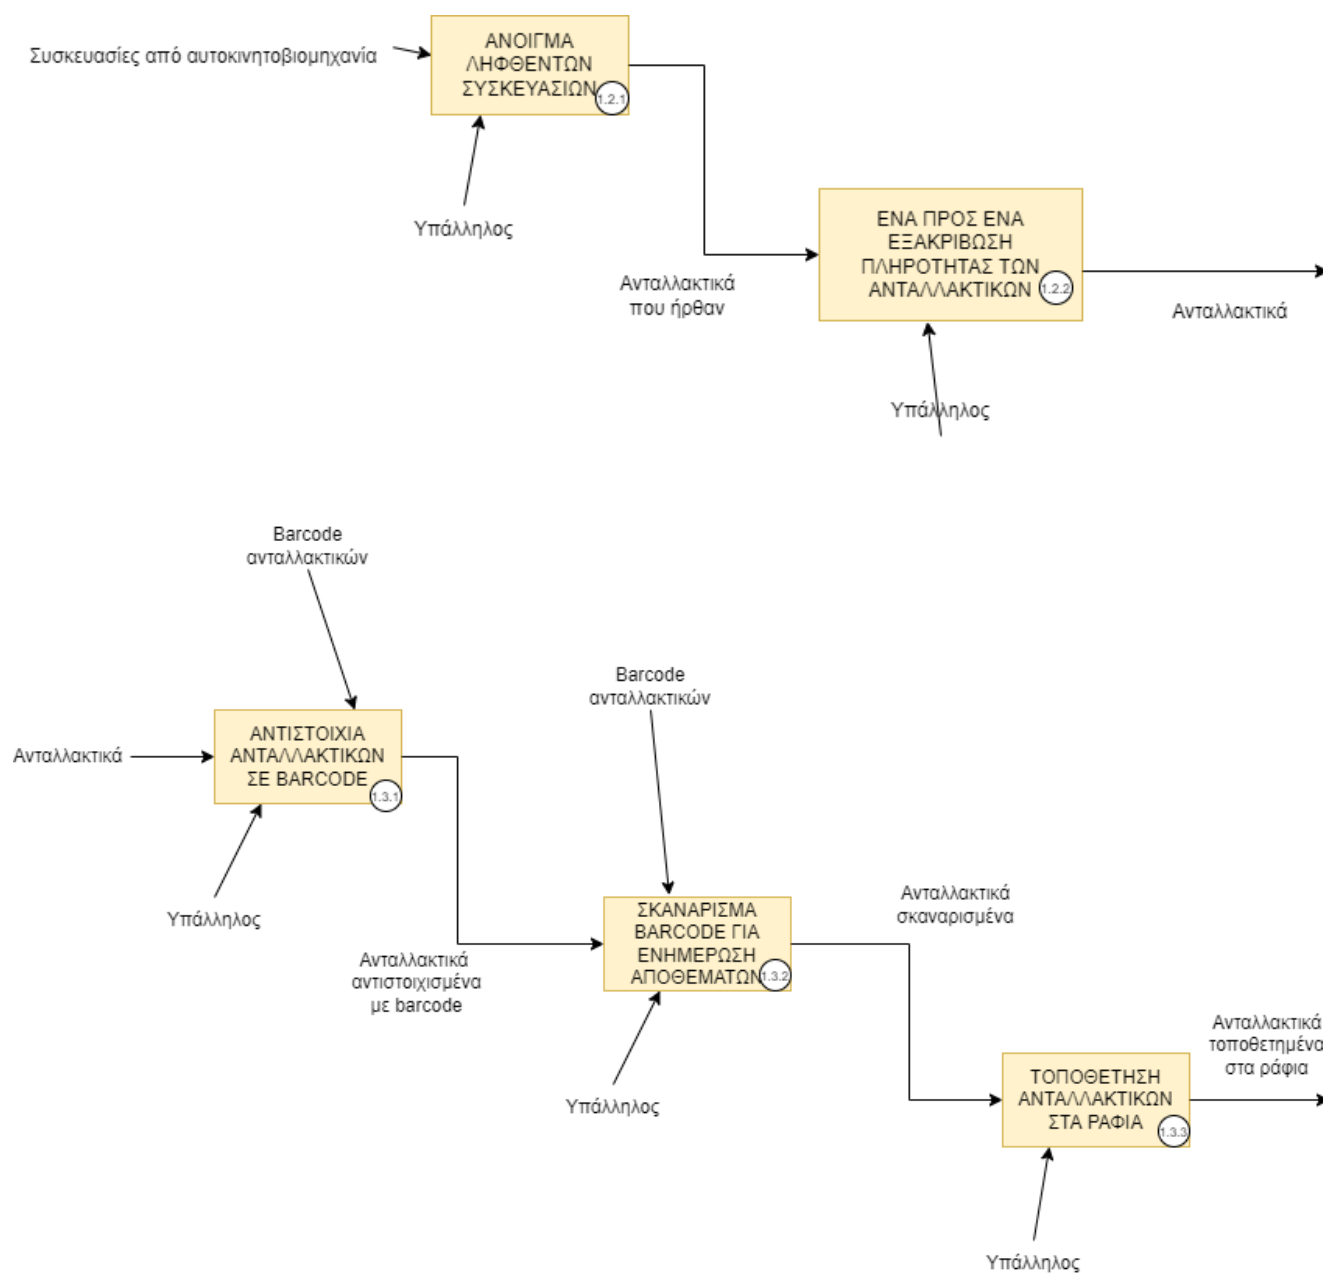 Συσκευασίες από αυτοκινητοβιομηχανία
ΑΝΟΙΓΜΑ
ΛΗΦΘΕΝΤΩΝ
ΣΥΣΚΕΥΑΣΙΩΝ
1.2.1
Υπάλληλος
Ανταλλακτικά
που ήρθαν
ΕΝΑ ΠΡΟΣ ΕΝΑ
ΕΞΑΚΡΙΒΩΣΗ
ΠΛΗΡΟΤΗΤΑΣ ΤΩΝ
ΑΝΤΑΛΛΑΚΤΙΚΩΝ
1.2.2
Ανταλλακτικά
Υπάλληλος
Barcode
ανταλλακτικών
Ανταλλακτικά
ΑΝΤΙΣΤΟΙΧΙΑ
ΑΝΤΑΛΛΑΚΤΙΚΩΝ
ΣΕ BARCODE
1.3.1
Υπάλληλος
Ανταλλακτικά
αντιστοιχισμένα
με barcode
Barcode
ανταλλακτικών
ΣΚΑΝΑΡΙΣΜΑ
BARCODE ΓΙΑ
ΕΝΗΜΕΡΩΣΗ
ΑΠΟΘΕΜΑΤΩΝ
1.3.2
Υπάλληλος
Ανταλλακτικά
σκαναρισμένα
ΤΟΠΟΘΕΤΗΣΗ
ΑΝΤΑΛΛΑΚΤΙΚΩΝ
ΣΤΑ ΡΑΦΙΑ
1.3.3
Υπάλληλος
Ανταλλακτικά
τοποθετημένα
στα ράφια